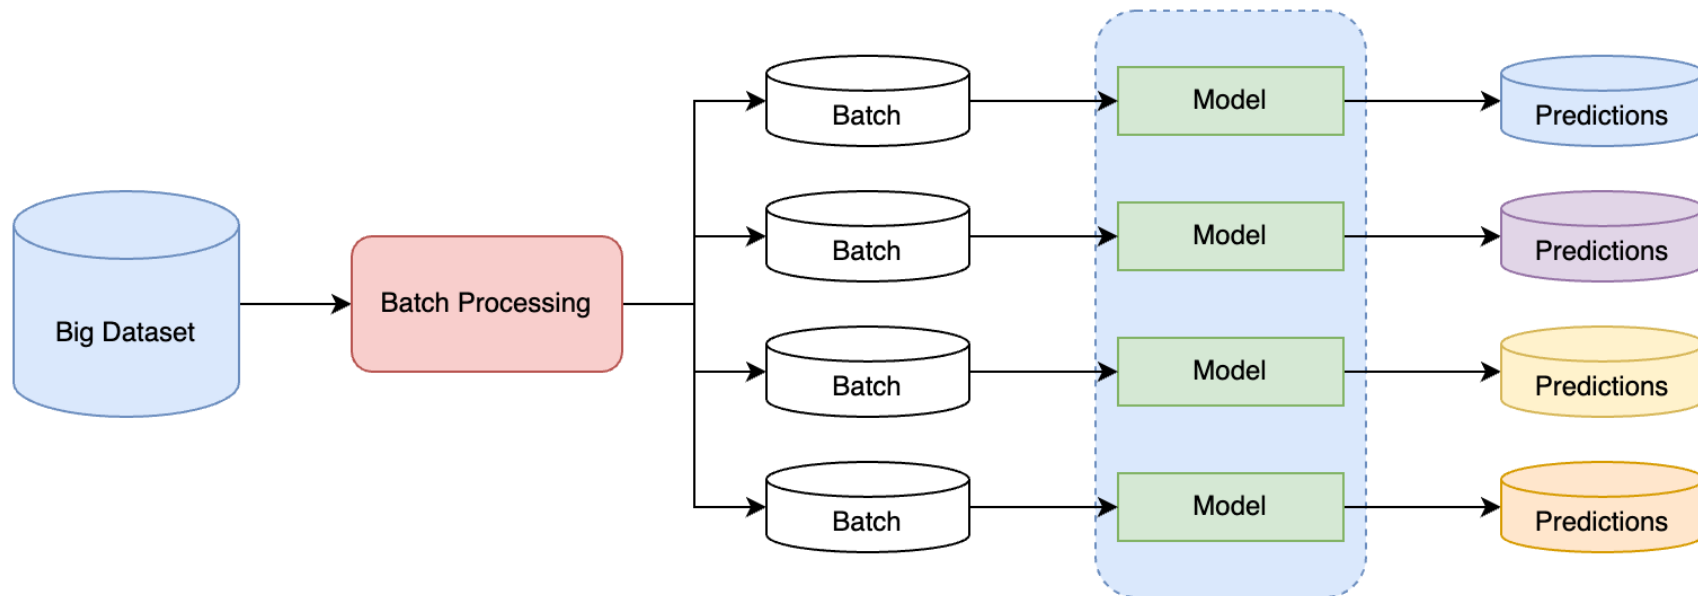 Big Dataset
Batch Processing
Batch
Model
Predictions
Batch
Model
Predictions
Batch
Model
Predictions
Batch
Model
Predictions